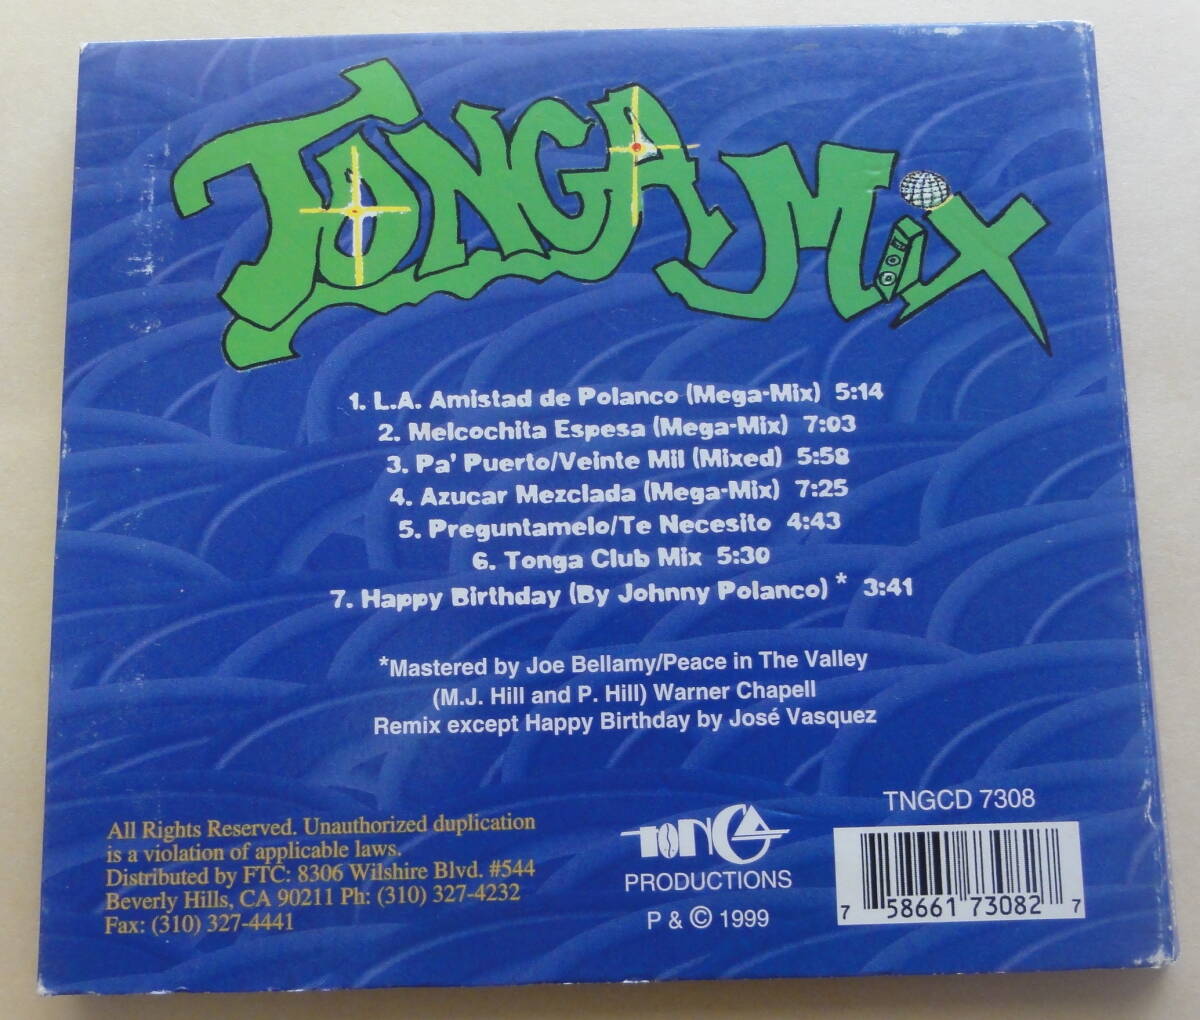 TONGA MIX
1. L.A. Amistad de Polanco (Mega-Mix) 5:14
2. Melcochita Espesa (Mega-Mix) 7:03
3. Pa' Puerto/Veinte Mil (Mixed) 5:58
4. Azucar Mezclada (Mega-Mix) 7:25
5. Preguntamelo/Te Necesito 4:43
6. Tonga Club Mix 5:30
7. Happy Birthday (By Johnny Polanco) * 3:41
*Mastered by Joe Bellamy/Peace in The Valley
(M.J. Hill and P. Hill) Warner Chapell
Remix except Happy Birthday by José Vasquez
All Rights Reserved. Unauthorized duplication
is a violation of applicable laws.
Distributed by FTC: 8306 Wilshire Blvd. #544
Beverly Hills, CA 90211 Ph: (310) 327-4232
Fax: (310) 327-4441
TONGA
PRODUCTIONS
P & © 1999
TNGCD 7308
7 58661 73082 7